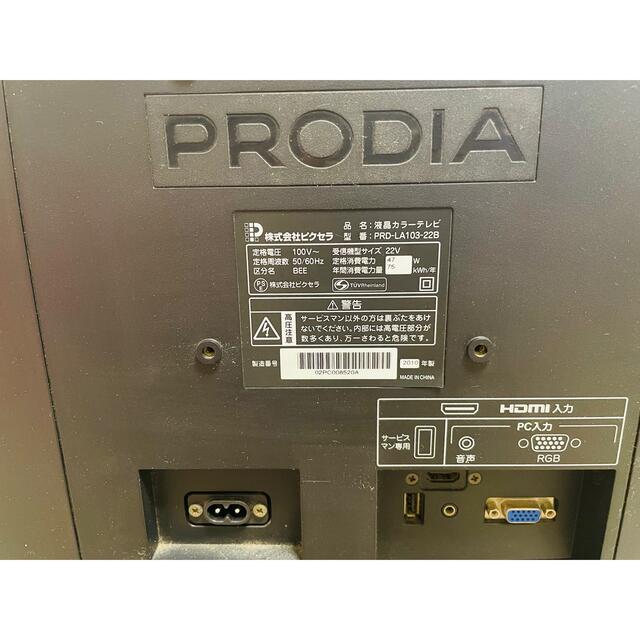 PRODIA
株式会社ピクセラ
品 名：液晶カラーテレビ
型 番：PRD-LA103-22B
定格電圧 100V～ 受信機型サイズ 22V
定格周波数 50/60Hz 定格消費電力 47 W
区分名 BEE 年間消費電力量 75 kWh/年
PS E 株式会社ピクセラ TÜVRheinland
警告
高圧注意
サービスマン以外の方は裏ぶたをあけ
ないでください。内部には高電圧部分が
数多くあり、万一さわると危険です。
製造番号 02PC008520A 2010 年製
MADE IN CHINA
HDMI 入力
サービス
マン専用
PC入力
音声 RGB